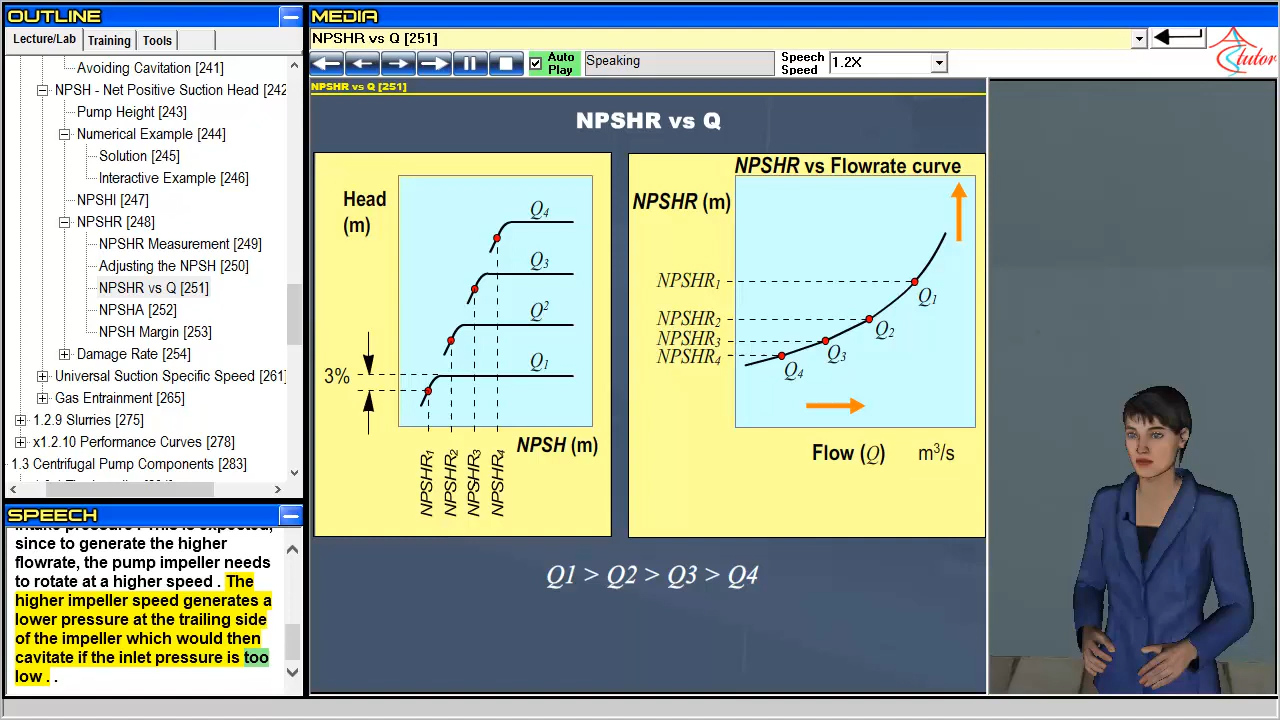 OUTLINE
Lecture/Lab
Training
Tools
Avoiding Cavitation [241]
NPSH - Net Positive Suction Head [242
Pump Height [243]
Numerical Example [244]
Solution [245]
Interactive Example [246]
NPSHI [247]
NPSHR [248]
NPSHR Measurement [249]
Adjusting the NPSH [250]
NPSHR vs Q [251]
NPSHA [252]
NPSH Margin [253]
Damage Rate [254]
Universal Suction Specific Speed [261]
Gas Entrainment [265]
1.2.9 Slurries [275]
x1.2.10 Performance Curves [278]
1.3 Centrifugal Pump Components [283]
SPEECH
since to generate the higher
flowrate, the pump impeller needs
to rotate at a higher speed . The
higher impeller speed generates a
lower pressure at the trailing side
of the impeller which would then
cavitate if the inlet pressure is too
low . .
MEDIA
NPSHR vs Q [251]
Auto
Play
Speaking
Speech
Speed
1.2X
tutor
NPSHR vs Q [251]
NPSHR vs Q
Head
(m)
Q4
Q3
Q2
Q1
3%
NPSH (m)
NPSHR1
NPSHR2
NPSHR3
NPSHR4
NPSHR vs Flowrate curve
NPSHR (m)
NPSHR1
NPSHR2
NPSHR3
NPSHR4
Q1
Q2
Q3
Q4
Flow (Q) m³/s
Q1 > Q2 > Q3 > Q4